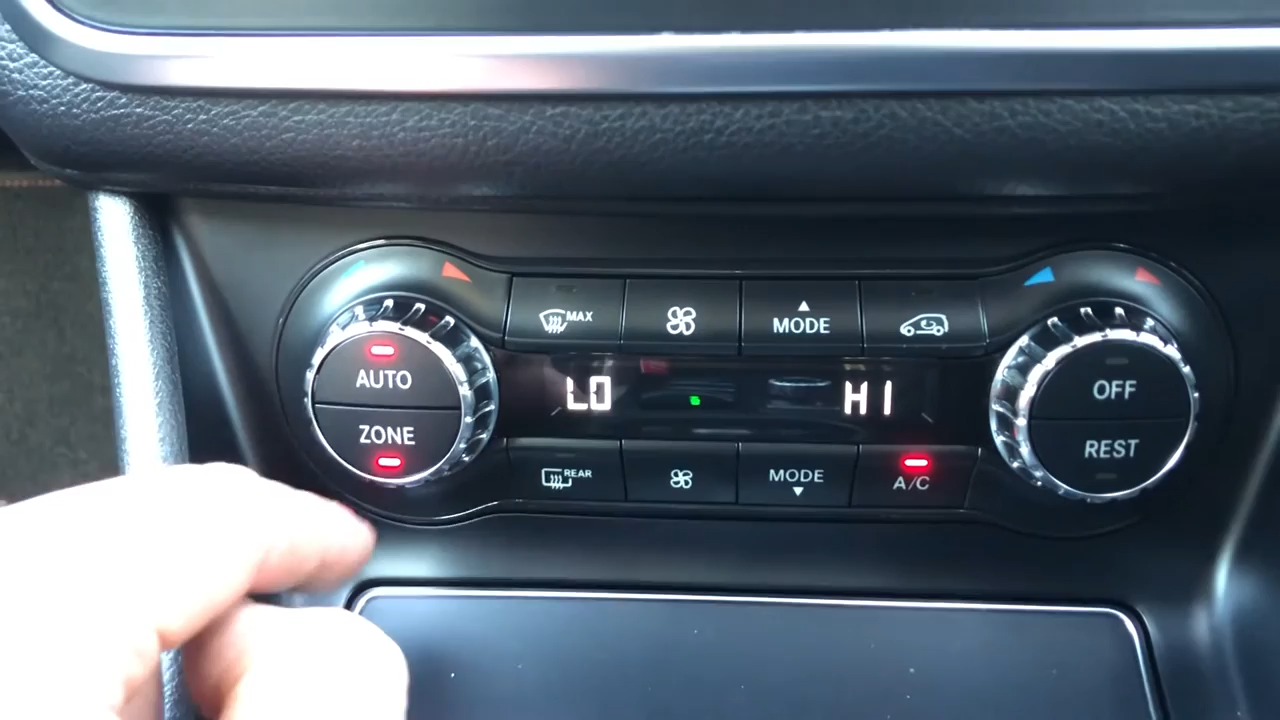 MAX
MODE
AUTO
ZONE
LO
HI
OFF
REST
REAR
MODE
A/C